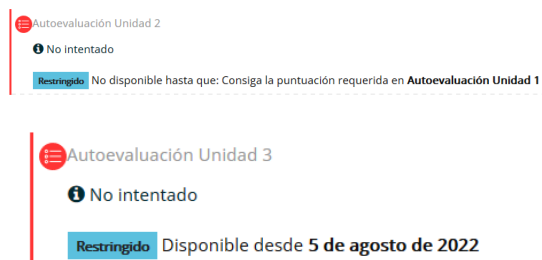 Autoevaluación Unidad 2
No intentado
Restringido No disponible hasta que: Consiga la puntuación requerida en Autoevaluación Unidad 1
Autoevaluación Unidad 3
No intentado
Restringido Disponible desde 5 de agosto de 2022